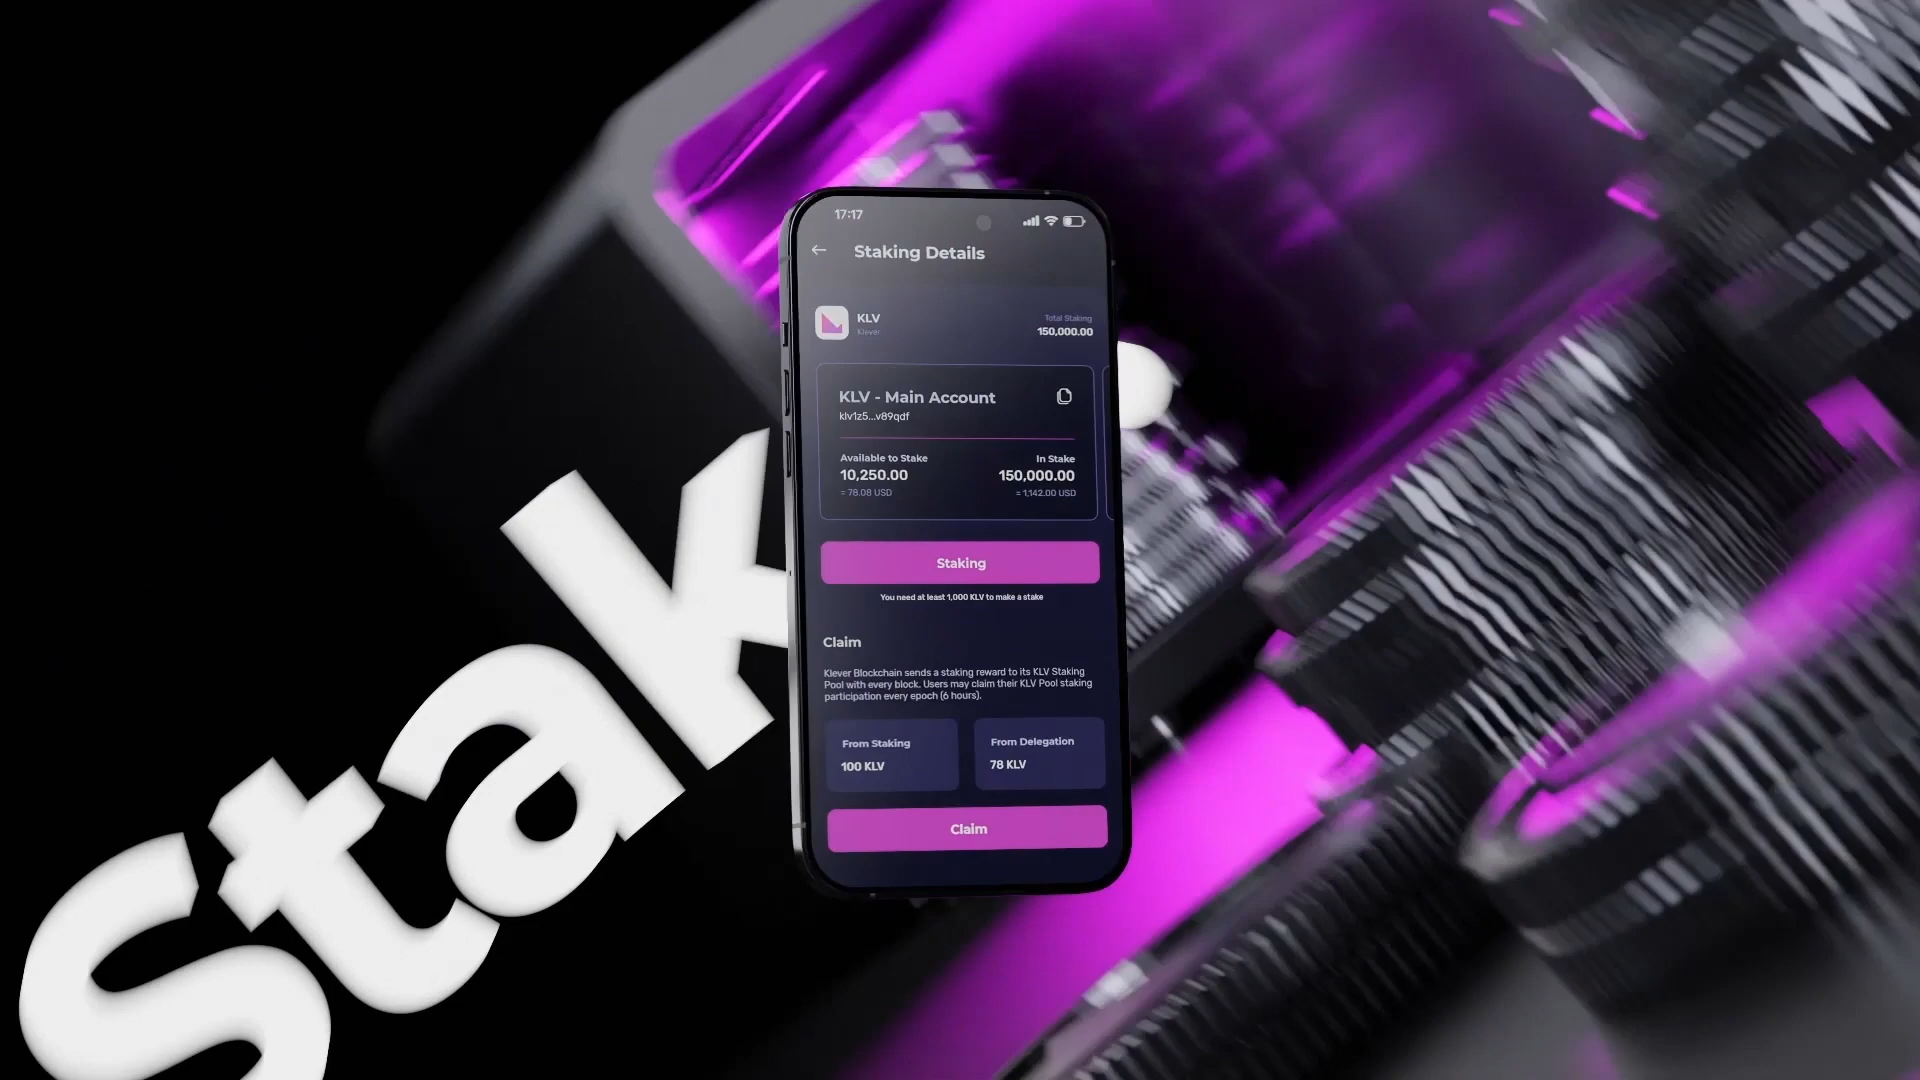 Stak
17:17
Staking Details
KLV
Klever
Total Staking
150,000.00
KLV - Main Account
klv1z5...v89qdf
Available to Stake
10,250.00
= 78.08 USD
In Stake
150,000.00
= 1,142.00 USD
Staking
You need at least 1,000 KLV to make a stake
Claim
Klever Blockchain sends a staking reward to its KLV Staking
Pool with every block. Users may claim their KLV Pool staking
participation every epoch (6 hours).
From Staking
100 KLV
From Delegation
78 KLV
Claim